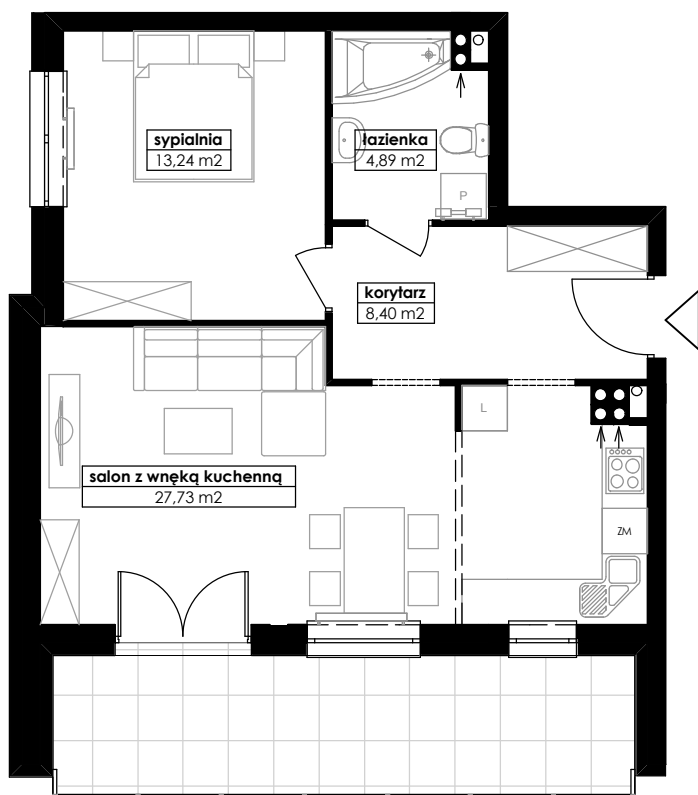 sypialnia
13,24 m2
łazienka
4,89 m2
P
korytarz
8,40 m2
L
salon z wnęką kuchenną
27,73 m2
ZM